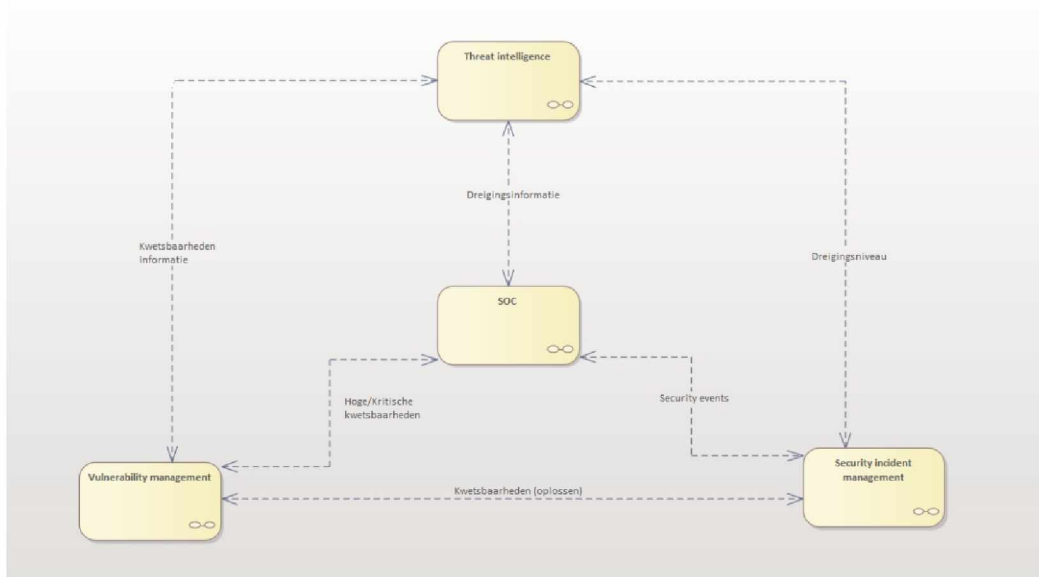 Threat intelligence
Dreigingsinformatie
Kwetsbaarheden
Informatie
Dreigingsniveau
SOC
Hoge/Kritische
kwetsbaarheden
Security events
Vulnerability management
Security incident
management
Kwetsbaarheden (oplossen)